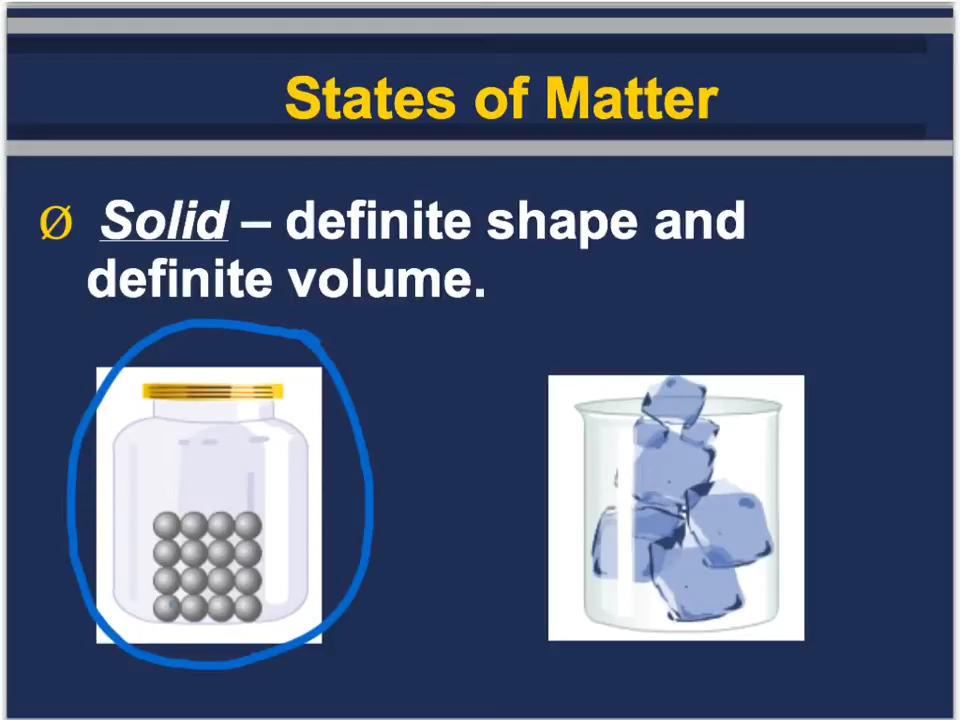 States of Matter
Ø Solid – definite shape and
definite volume.